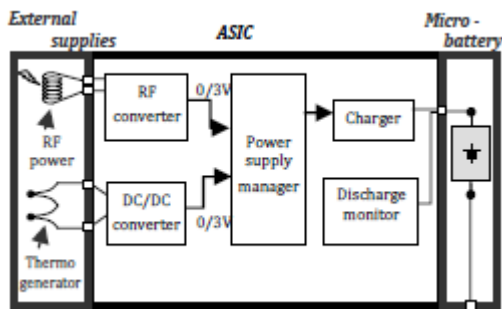 External
supplies
ASIC
Micro-
battery
RF
converter
0/3V
RF
power
Power
supply
manager
Charger
DC/DC
converter
0/3V
Discharge
monitor
Thermo
generator